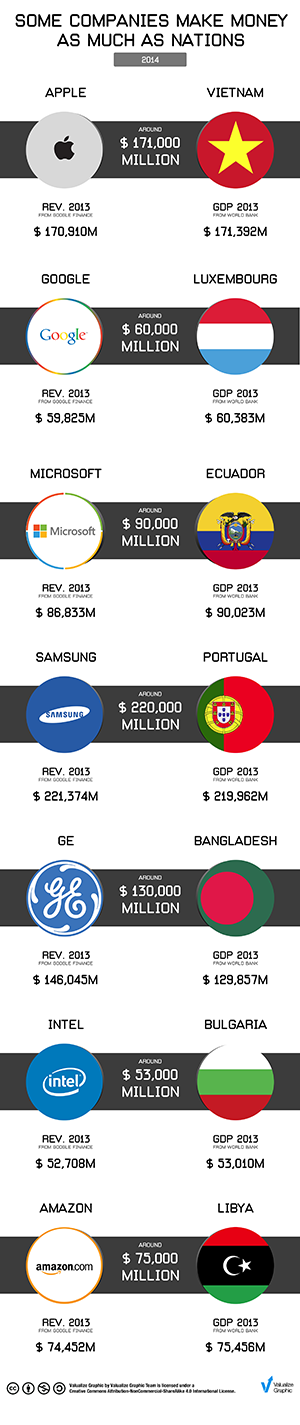 SOME COMPANIES MAKE MONEY
AS MUCH AS NATIONS
2014
APPLE
VIETNAM
AROUND
$ 171,000
MILLION
REV. 2013
FROM GOOGLE FINANCE
$ 170,910M
GDP 2013
FROM WORLD BANK
$ 171,392M
GOOGLE
LUXEMBOURG
Google
AROUND
$ 60,000
MILLION
REV. 2013
FROM GOOGLE FINANCE
$ 59,825M
GDP 2013
FROM WORLD BANK
$ 60,383M
MICROSOFT
ECUADOR
Microsoft
AROUND
$ 90,000
MILLION
REV. 2013
FROM GOOGLE FINANCE
$ 86,833M
GDP 2013
FROM WORLD BANK
$ 90,023M
SAMSUNG
PORTUGAL
SAMSUNG
AROUND
$ 220,000
MILLION
REV. 2013
FROM GOOGLE FINANCE
$ 221,374M
GDP 2013
FROM WORLD BANK
$ 219,962M
GE
BANGLADESH
GE
AROUND
$ 130,000
MILLION
REV. 2013
FROM GOOGLE FINANCE
$ 146,045M
GDP 2013
FROM WORLD BANK
$ 129,857M
INTEL
BULGARIA
intel
AROUND
$ 53,000
MILLION
REV. 2013
FROM GOOGLE FINANCE
$ 52,708M
GDP 2013
FROM WORLD BANK
$ 53,010M
AMAZON
LIBYA
amazon.com
AROUND
$ 75,000
MILLION
REV. 2013
FROM GOOGLE FINANCE
$ 74,452M
GDP 2013
FROM WORLD BANK
$ 75,456M
Valualize Graphic by Valualize Graphic Team is licensed under a
Creative Commons Attribution-NonCommercial-ShareAlike 4.0 International License.
Valualize
Graphic